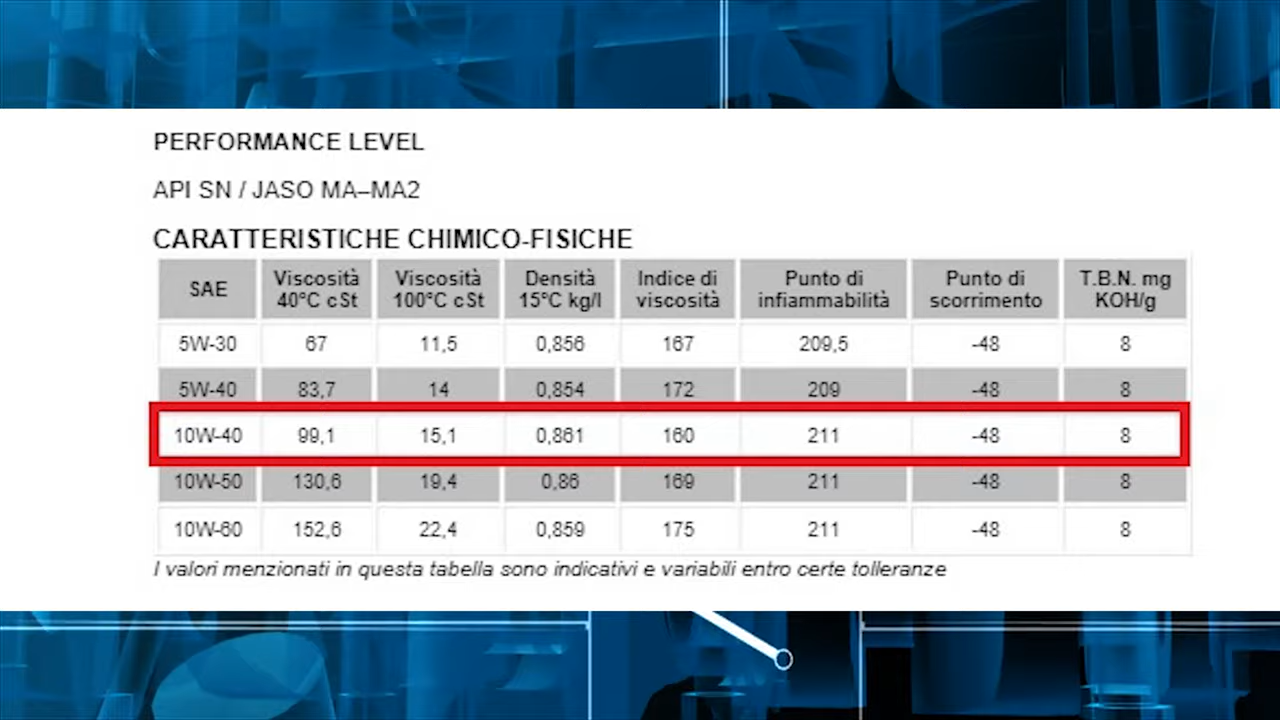 PERFORMANCE LEVEL
API SN / JASO MA–MA2
CARATTERISTICHE CHIMICO-FISICHE
SAE Viscosità 40°C cSt Viscosità 100°C cSt Densità 15°C kg/l Indice di viscosità Punto di infiammabilità Punto di scorrimento T.B.N. mg KOH/g
5W-30 67 11,5 0,856 167 209,5 -48 8
5W-40 83,7 14 0,854 172 209 -48 8
10W-40 99,1 15,1 0,861 160 211 -48 8
10W-50 130,6 19,4 0,86 169 211 -48 8
10W-60 152,6 22,4 0,859 175 211 -48 8
I valori menzionati in questa tabella sono indicativi e variabili entro certe tolleranze